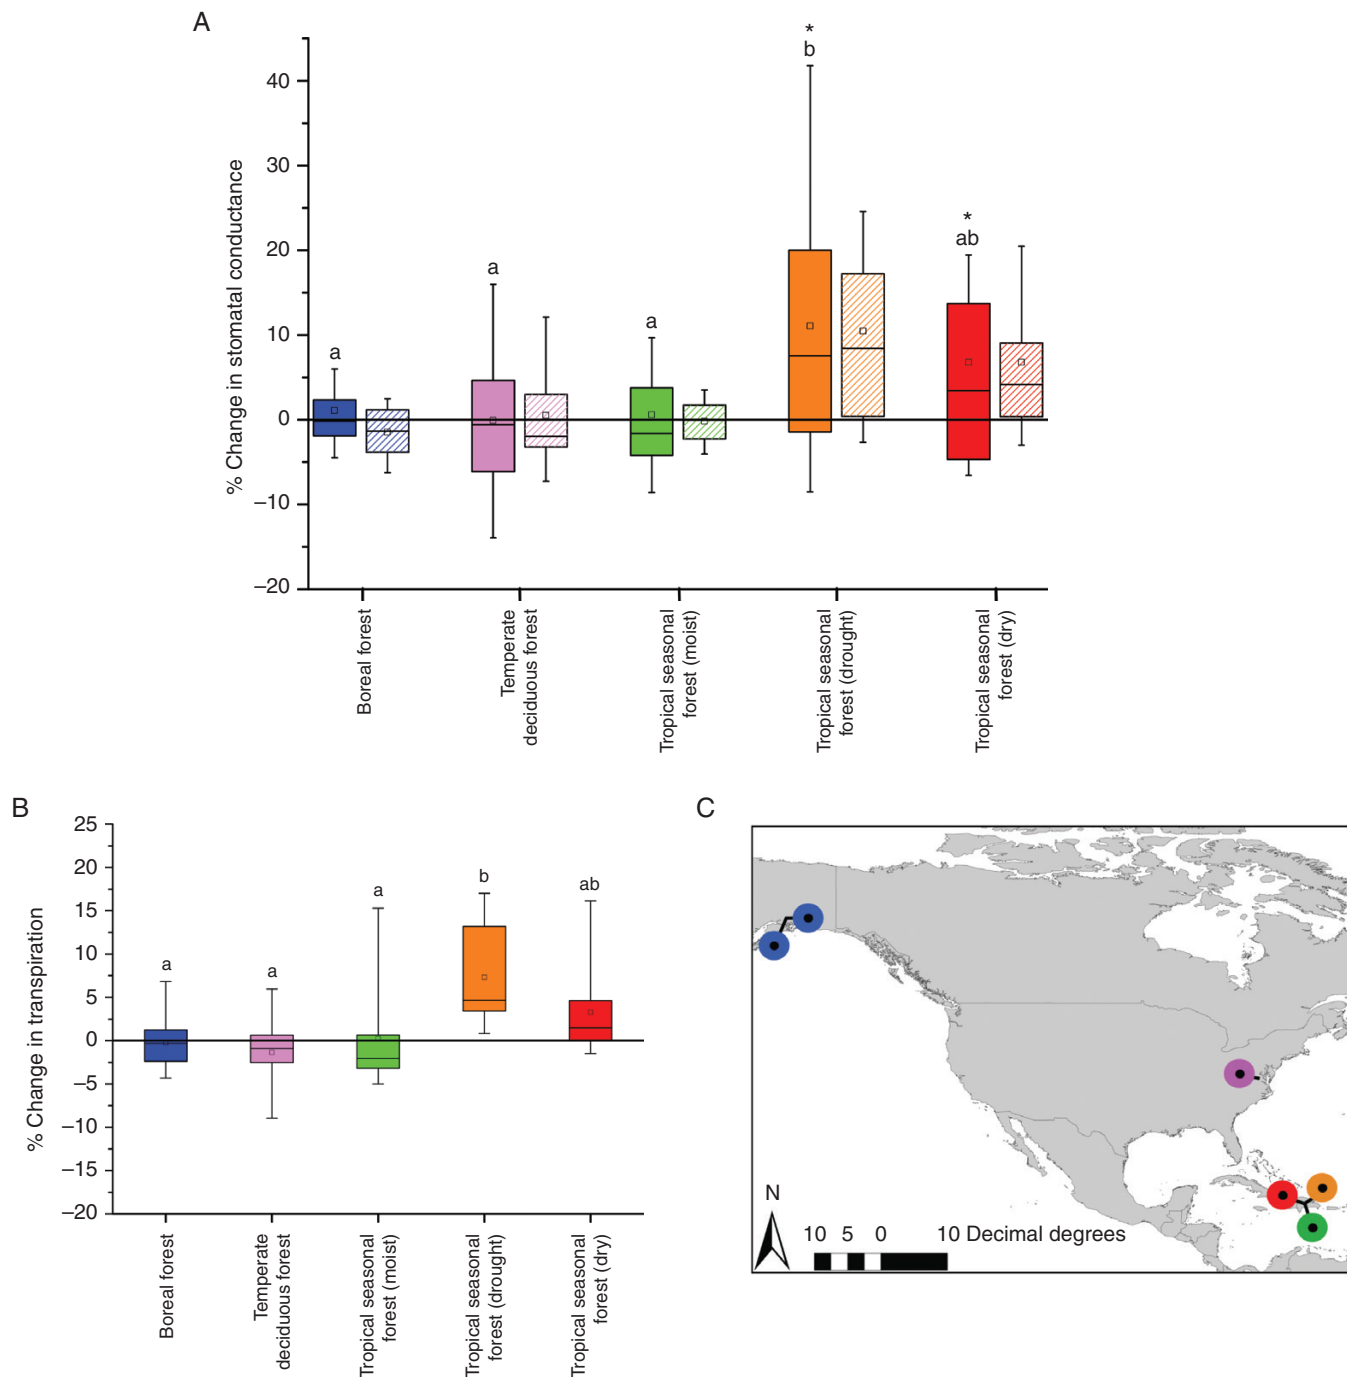 A
% Change in stomatal conductance
40
30
20
10
0
–10
–20
a
a
a
*
b
*
ab
Boreal forest
Temperate
deciduous forest
Tropical seasonal
forest (moist)
Tropical seasonal
forest (drought)
Tropical seasonal
forest (dry)
B
% Change in transpiration
25
20
15
10
5
0
–5
–10
–15
–20
a
a
a
b
ab
Boreal forest
Temperate
deciduous forest
Tropical seasonal
forest (moist)
Tropical seasonal
forest (drought)
Tropical seasonal
forest (dry)
C
N
10 5 0 10 Decimal degrees